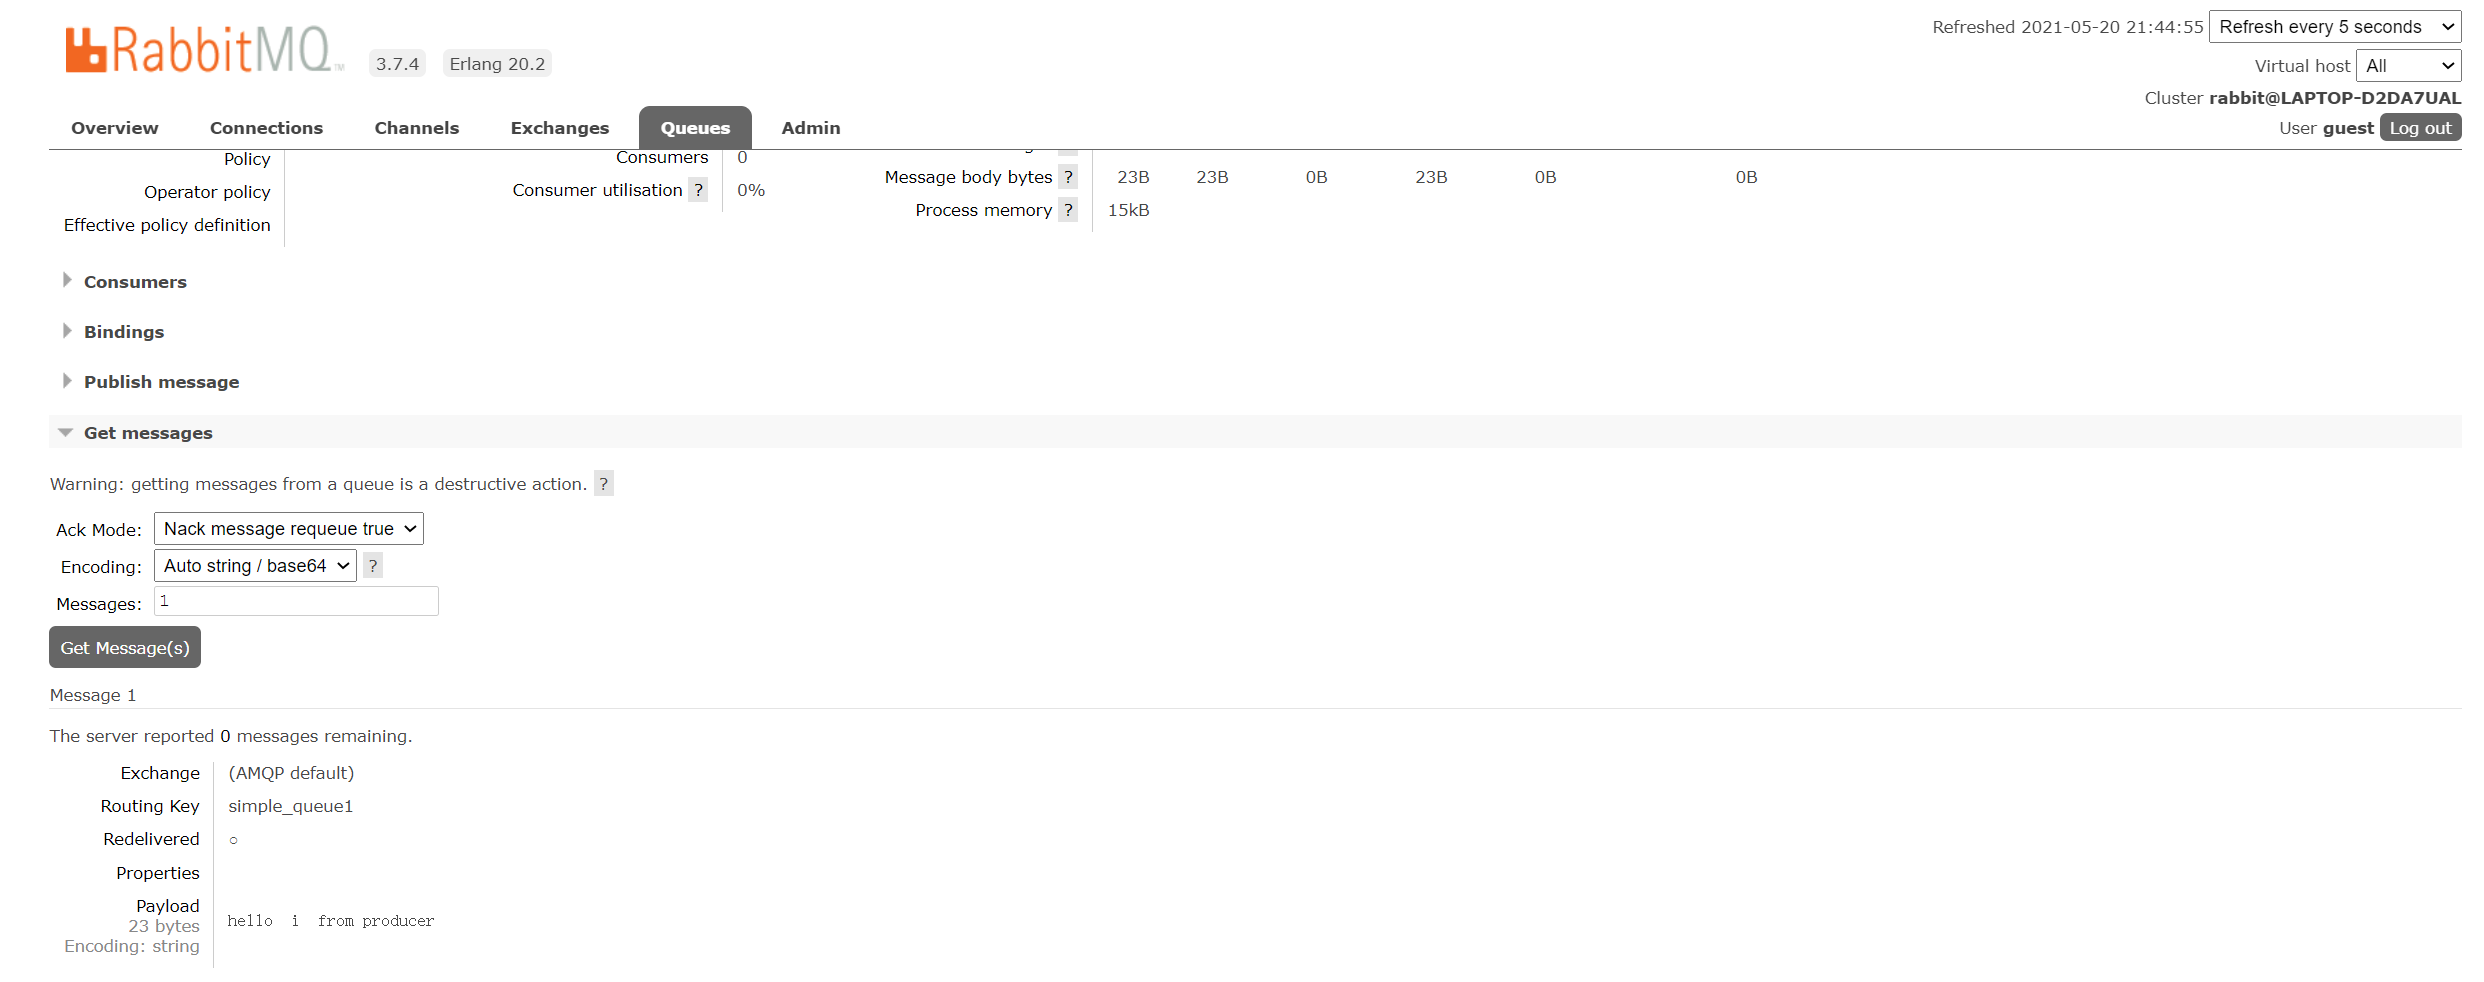 RabbitMQ TM 3.7.4 Erlang 20.2
Refreshed 2021-05-20 21:44:55 Refresh every 5 seconds
Virtual host All
Cluster rabbit@LAPTOP-D2DA7UAL
User guest Log out
Overview Connections Channels Exchanges Queues Admin
Policy
Operator policy
Effective policy definition
Consumers 0
Consumer utilisation ? 0%
Message body bytes ? 23B 23B 0B 23B 0B 0B
Process memory ? 15kB
Consumers
Bindings
Publish message
Get messages
Warning: getting messages from a queue is a destructive action. ?
Ack Mode: Nack message requeue true
Encoding: Auto string / base64 ?
Messages: 1
Get Message(s)
Message 1
The server reported 0 messages remaining.
Exchange (AMQP default)
Routing Key simple_queue1
Redelivered ○
Properties
Payload
23 bytes
Encoding: string
hello  i  from producer